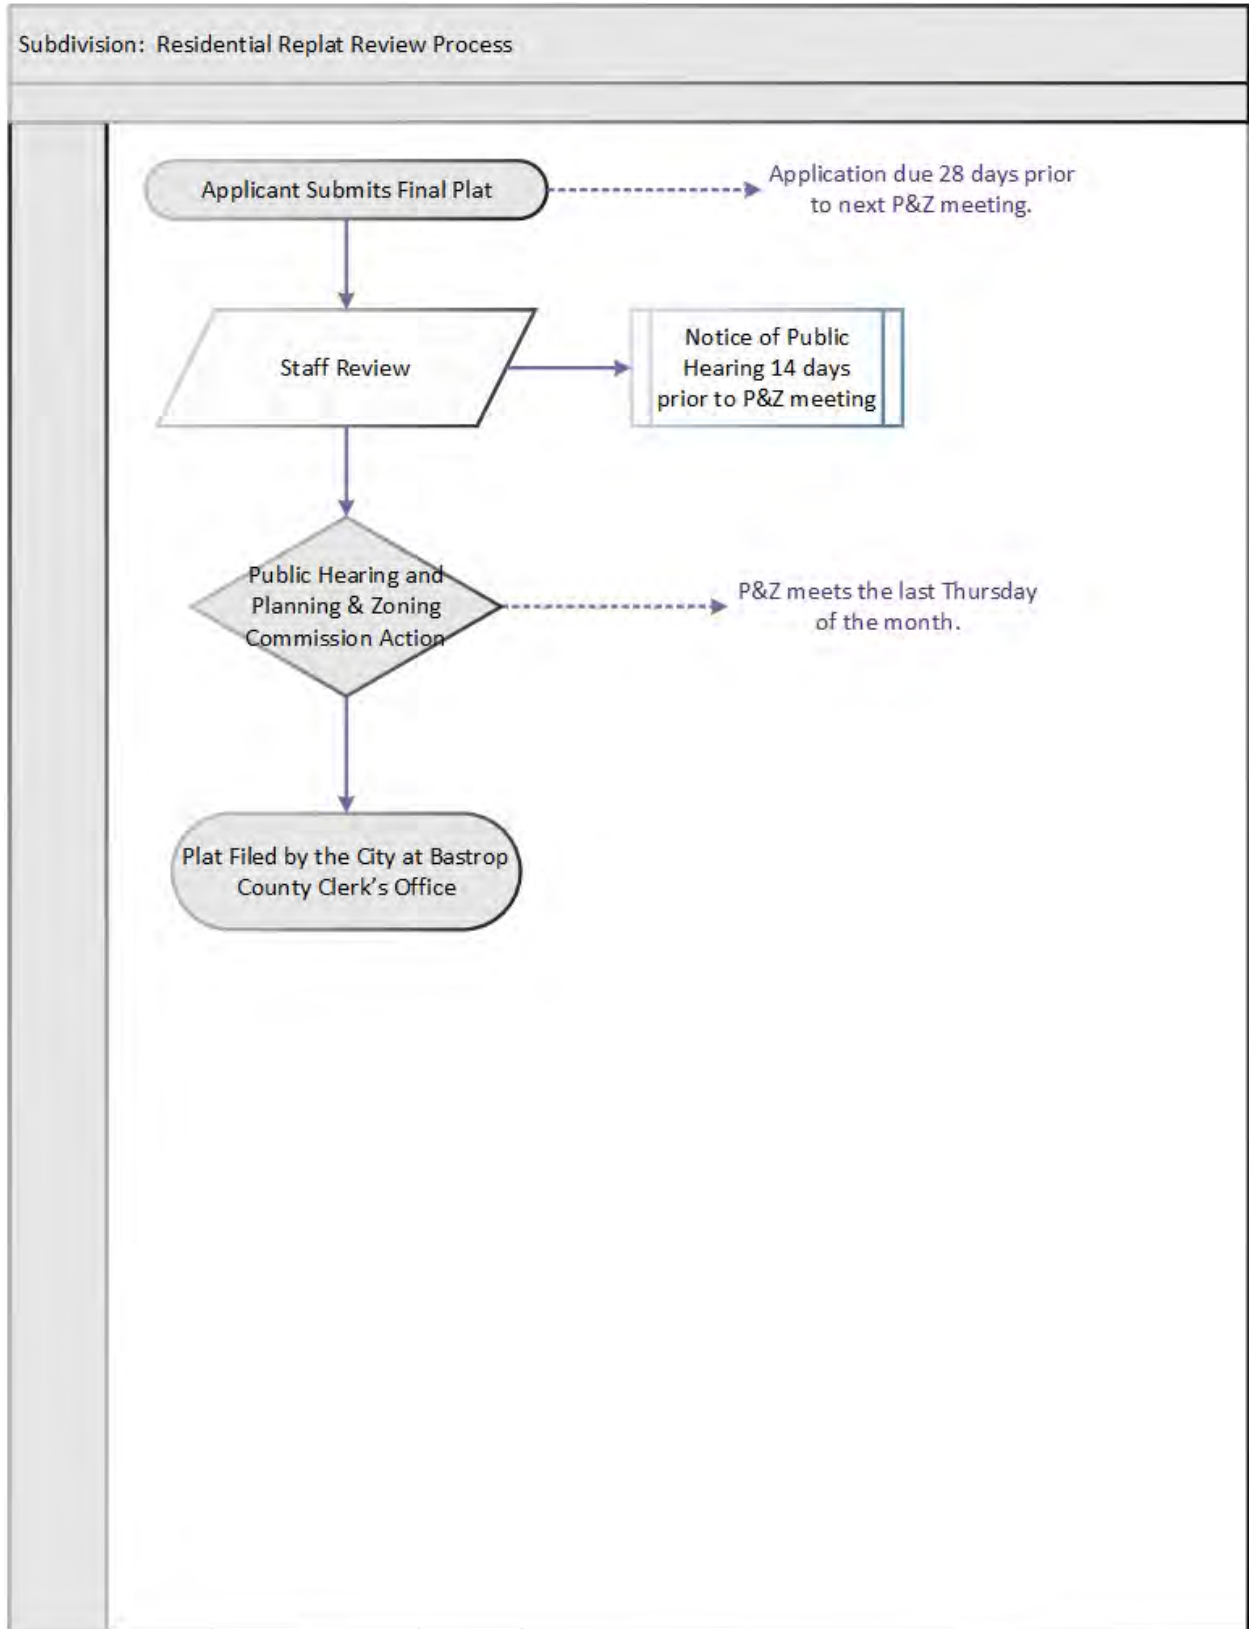 Subdivision: Residential Replat Review Process
Applicant Submits Final Plat
Application due 28 days prior
to next P&Z meeting.
Staff Review
Notice of Public
Hearing 14 days
prior to P&Z meeting
Public Hearing and
Planning & Zoning
Commission Action
P&Z meets the last Thursday
of the month.
Plat Filed by the City at Bastrop
County Clerk's Office